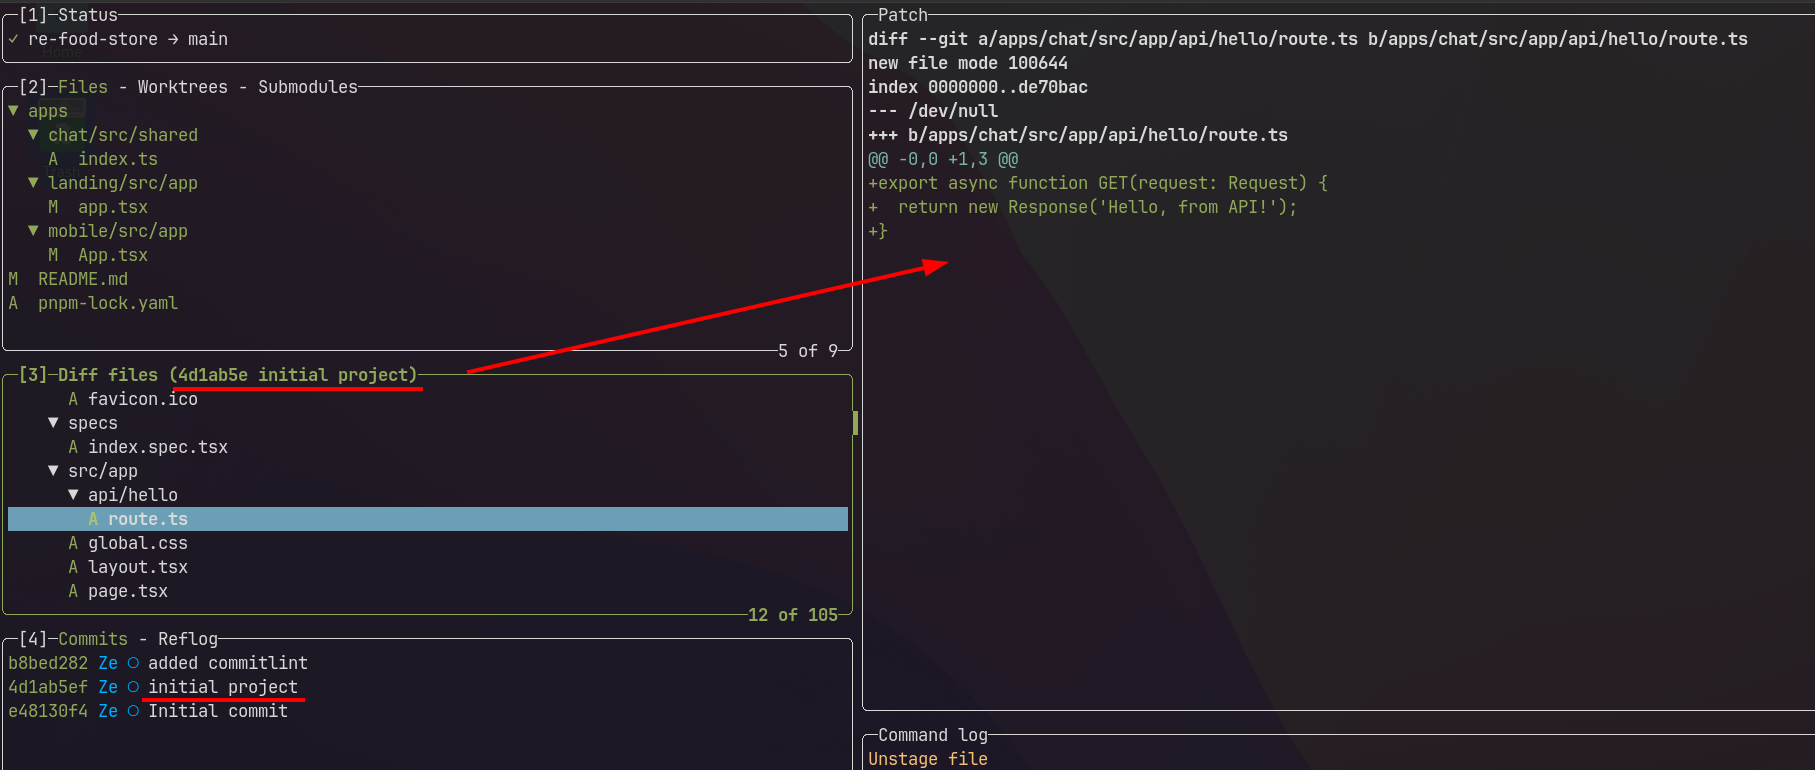 [1] Status
✓ re-food-store → main
[2] Files - Worktrees - Submodules
▼ apps
▼ chat/src/shared
A index.ts
▼ landing/src/app
M app.tsx
▼ mobile/src/app
M App.tsx
M README.md
A pnpm-lock.yaml
5 of 9
[3] Diff files (4d1ab5e initial project)
A favicon.ico
▼ specs
A index.spec.tsx
▼ src/app
▼ api/hello
A route.ts
A global.css
A layout.tsx
A page.tsx
12 of 105
[4] Commits - Reflog
b8bed282 Ze ○ added commitlint
4d1ab5ef Ze ○ initial project
e48130f4 Ze ○ Initial commit
Patch
diff --git a/apps/chat/src/app/api/hello/route.ts b/apps/chat/src/app/api/hello/route.ts
new file mode 100644
index 0000000..de70bac
--- /dev/null
+++ b/apps/chat/src/app/api/hello/route.ts
@@ -0,0 +1,3 @@
+export async function GET(request: Request) {
+  return new Response('Hello, from API!');
+}
Command log
Unstage file
Home
Trash